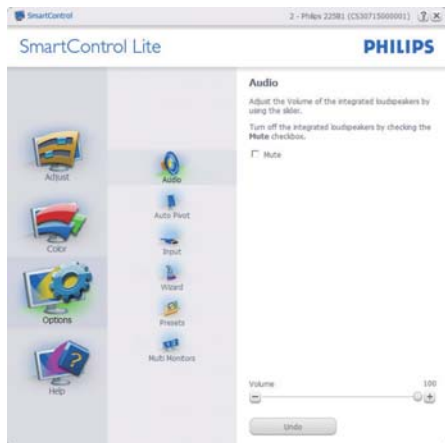 SmartControl
2 - Philips 225B1 (CS30715000001)
SmartControl Lite
PHILIPS
Adjust
Color
Options
Help
Audio
Auto Pivot
Input
Wizard
Presets
Multi Monitors
Audio
Adjust the Volume of the integrated loudspeakers by
using the slider.
Turn off the integrated loudspeakers by checking the
Mute checkbox.
Mute
Volume 100
Undo